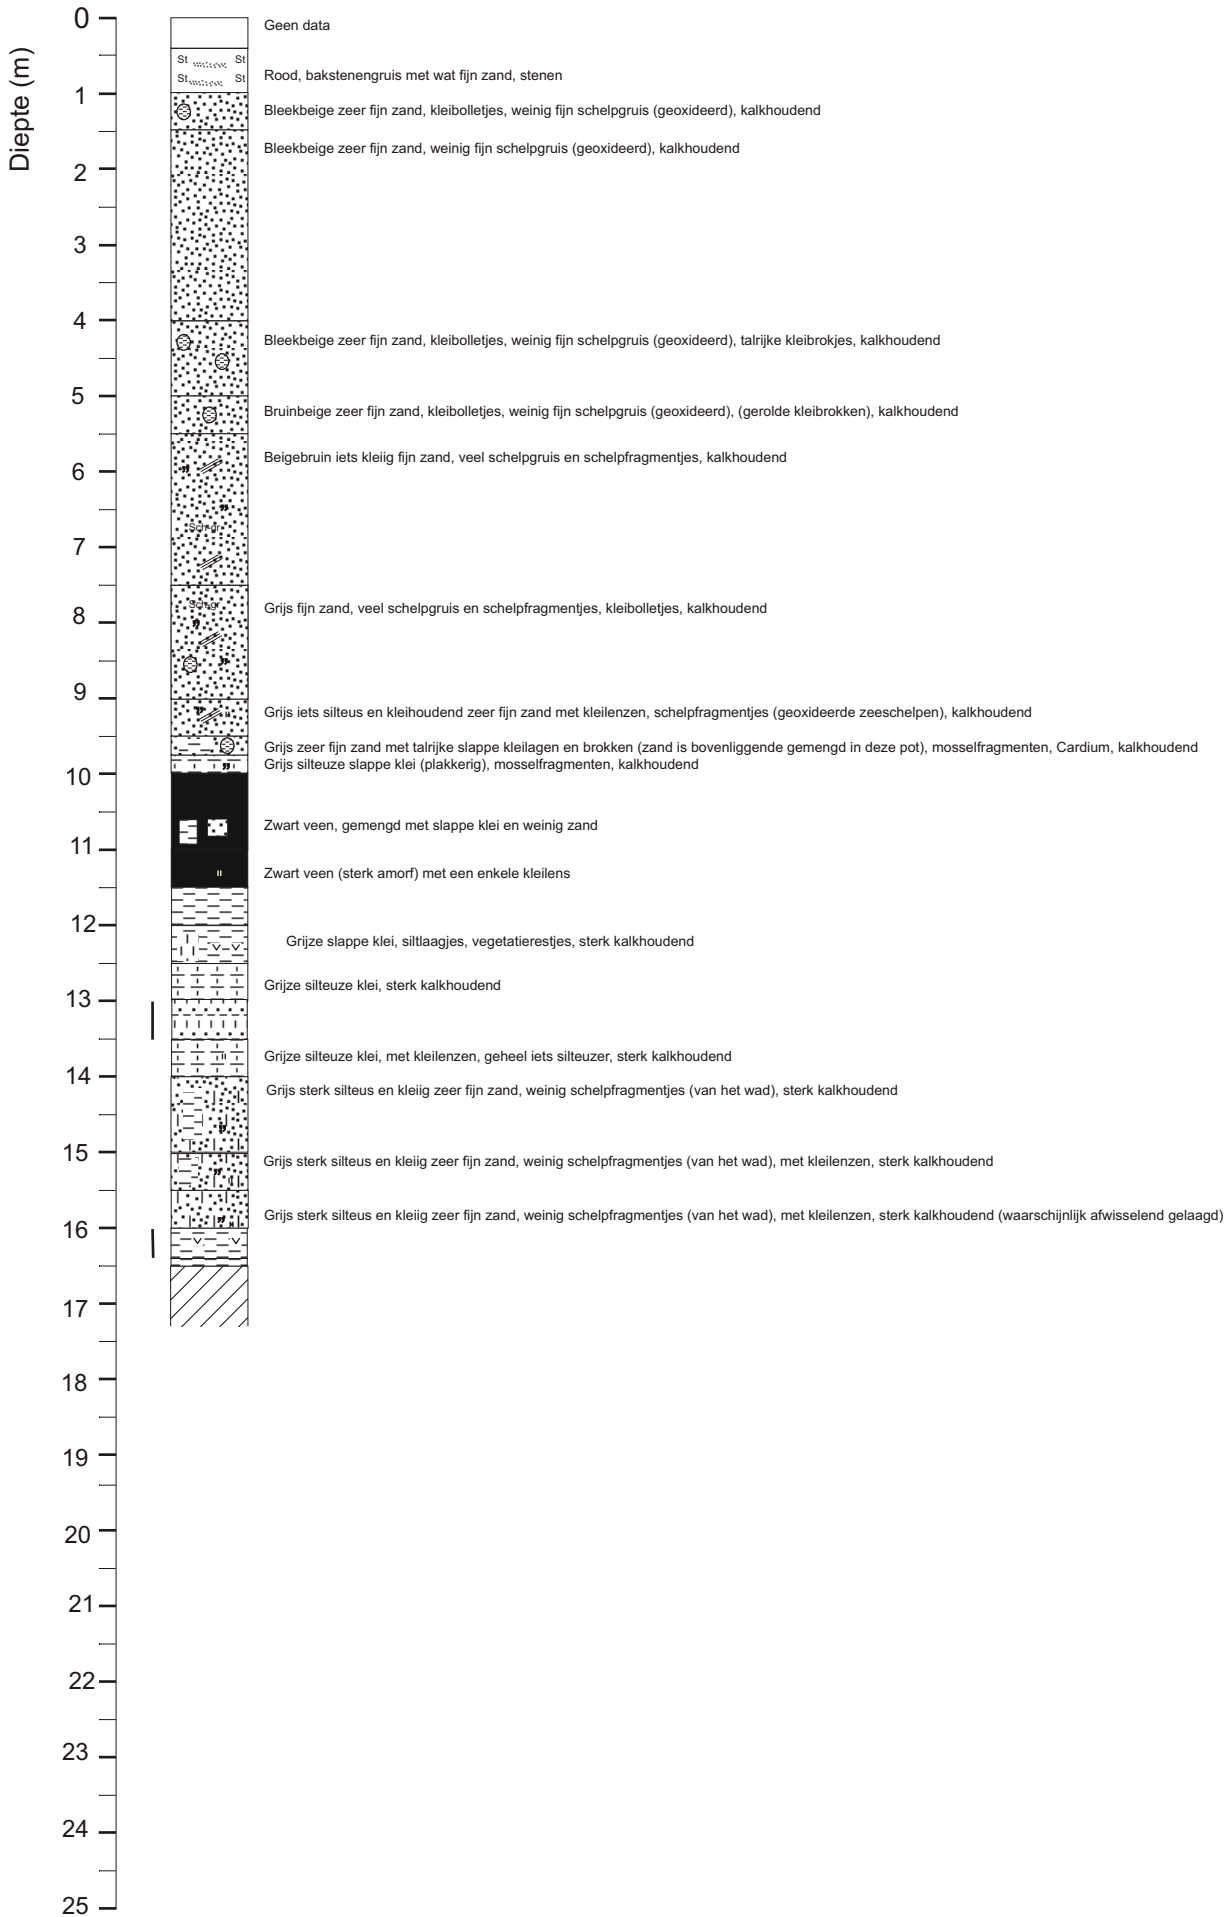 Diepte (m)
0
Geen data
St St
St St
Rood, bakstenengruis met wat fijn zand, stenen
1
Bleekbeige zeer fijn zand, kleibolletjes, weinig fijn schelpgruis (geoxideerd), kalkhoudend
Bleekbeige zeer fijn zand, weinig fijn schelpgruis (geoxideerd), kalkhoudend
2
3
4
Bleekbeige zeer fijn zand, kleibolletjes, weinig fijn schelpgruis (geoxideerd), talrijke kleibrokjes, kalkhoudend
5
Bruinbeige zeer fijn zand, kleibolletjes, weinig fijn schelpgruis (geoxideerd), (gerolde kleibrokken), kalkhoudend
Beigebruin iets kleiig fijn zand, veel schelpgruis en schelpfragmentjes, kalkhoudend
6
Sch-gr
7
Sch-gr
Grijs fijn zand, veel schelpgruis en schelpfragmentjes, kleibolletjes, kalkhoudend
8
9
Grijs iets silteus en kleihoudend zeer fijn zand met kleilenzen, schelpfragmentjes (geoxideerde zeeschelpen), kalkhoudend
Grijs zeer fijn zand met talrijke slappe kleilagen en brokken (zand is bovenliggende gemengd in deze pot), mosselfragmenten, Cardium, kalkhoudend
Grijs silteuze slappe klei (plakkerig), mosselfragmenten, kalkhoudend
10
Zwart veen, gemengd met slappe klei en weinig zand
11
Zwart veen (sterk amorf) met een enkele kleilens
12
Grijze slappe klei, siltlaagjes, vegetatierestjes, sterk kalkhoudend
Grijze silteuze klei, sterk kalkhoudend
13
Grijze silteuze klei, met kleilenzen, geheel iets silteuzer, sterk kalkhoudend
14
Grijs sterk silteus en kleiig zeer fijn zand, weinig schelpfragmentjes (van het wad), sterk kalkhoudend
15
Grijs sterk silteus en kleiig zeer fijn zand, weinig schelpfragmentjes (van het wad), met kleilenzen, sterk kalkhoudend
Grijs sterk silteus en kleiig zeer fijn zand, weinig schelpfragmentjes (van het wad), met kleilenzen, sterk kalkhoudend (waarschijnlijk afwisselend gelaagd)
16
17
18
19
20
21
22
23
24
25